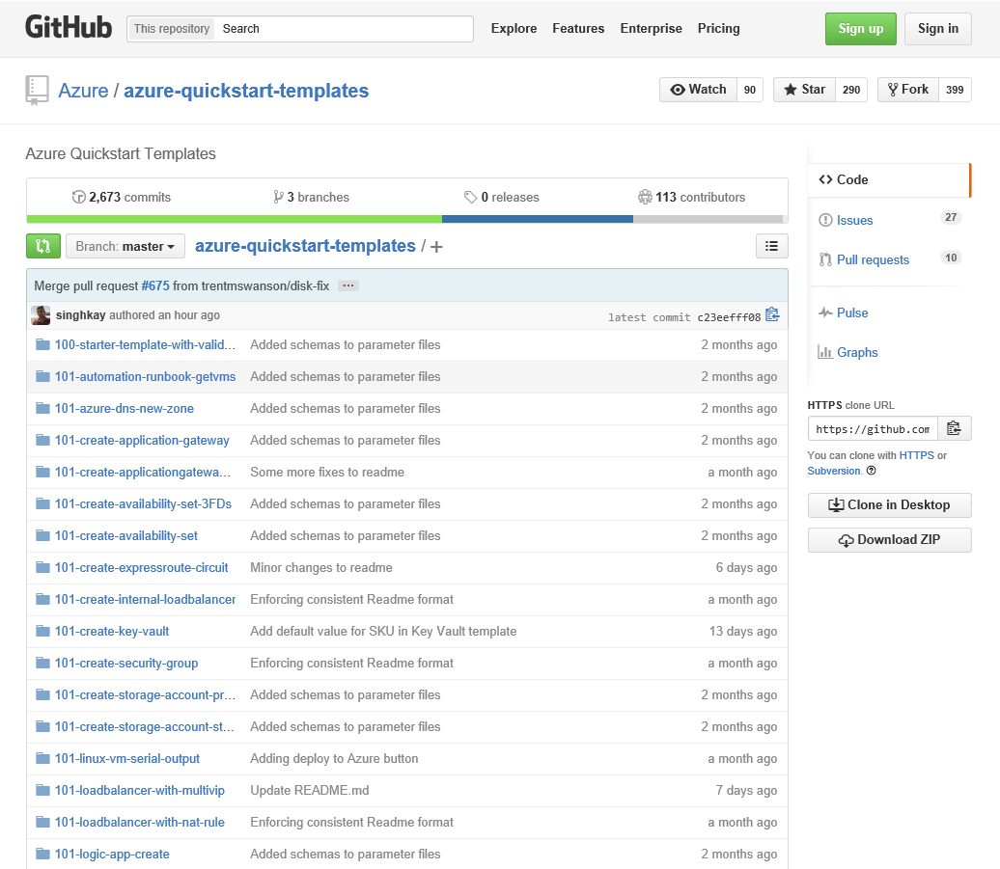 GitHub This repository Search Explore Features Enterprise Pricing Sign up Sign in
Azure / azure-quickstart-templates Watch 90 Star 290 Fork 399
Azure Quickstart Templates
2,673 commits 3 branches 0 releases 113 contributors
Branch: master azure-quickstart-templates / +
Merge pull request #675 from trentmswanson/disk-fix ...
singhkay authored an hour ago latest commit c23eefff08
100-starter-template-with-valid... Added schemas to parameter files 2 months ago
101-automation-runbook-getvms Added schemas to parameter files 2 months ago
101-azure-dns-new-zone Added schemas to parameter files 2 months ago
101-create-application-gateway Added schemas to parameter files 2 months ago
101-create-applicationgatewa... Some more fixes to readme a month ago
101-create-availability-set-3FDs Added schemas to parameter files 2 months ago
101-create-availability-set Added schemas to parameter files 2 months ago
101-create-expressroute-circuit Minor changes to readme 6 days ago
101-create-internal-loadbalancer Enforcing consistent Readme format a month ago
101-create-key-vault Add default value for SKU in Key Vault template 13 days ago
101-create-security-group Enforcing consistent Readme format a month ago
101-create-storage-account-pr... Added schemas to parameter files 2 months ago
101-create-storage-account-st... Added schemas to parameter files 2 months ago
101-linux-vm-serial-output Adding deploy to Azure button a month ago
101-loadbalancer-with-multivip Update README.md 7 days ago
101-loadbalancer-with-nat-rule Enforcing consistent Readme format a month ago
101-logic-app-create Added schemas to parameter files 2 months ago
Code
Issues 27
Pull requests 10
Pulse
Graphs
HTTPS clone URL
https://github.com
You can clone with HTTPS or
Subversion.
Clone in Desktop
Download ZIP